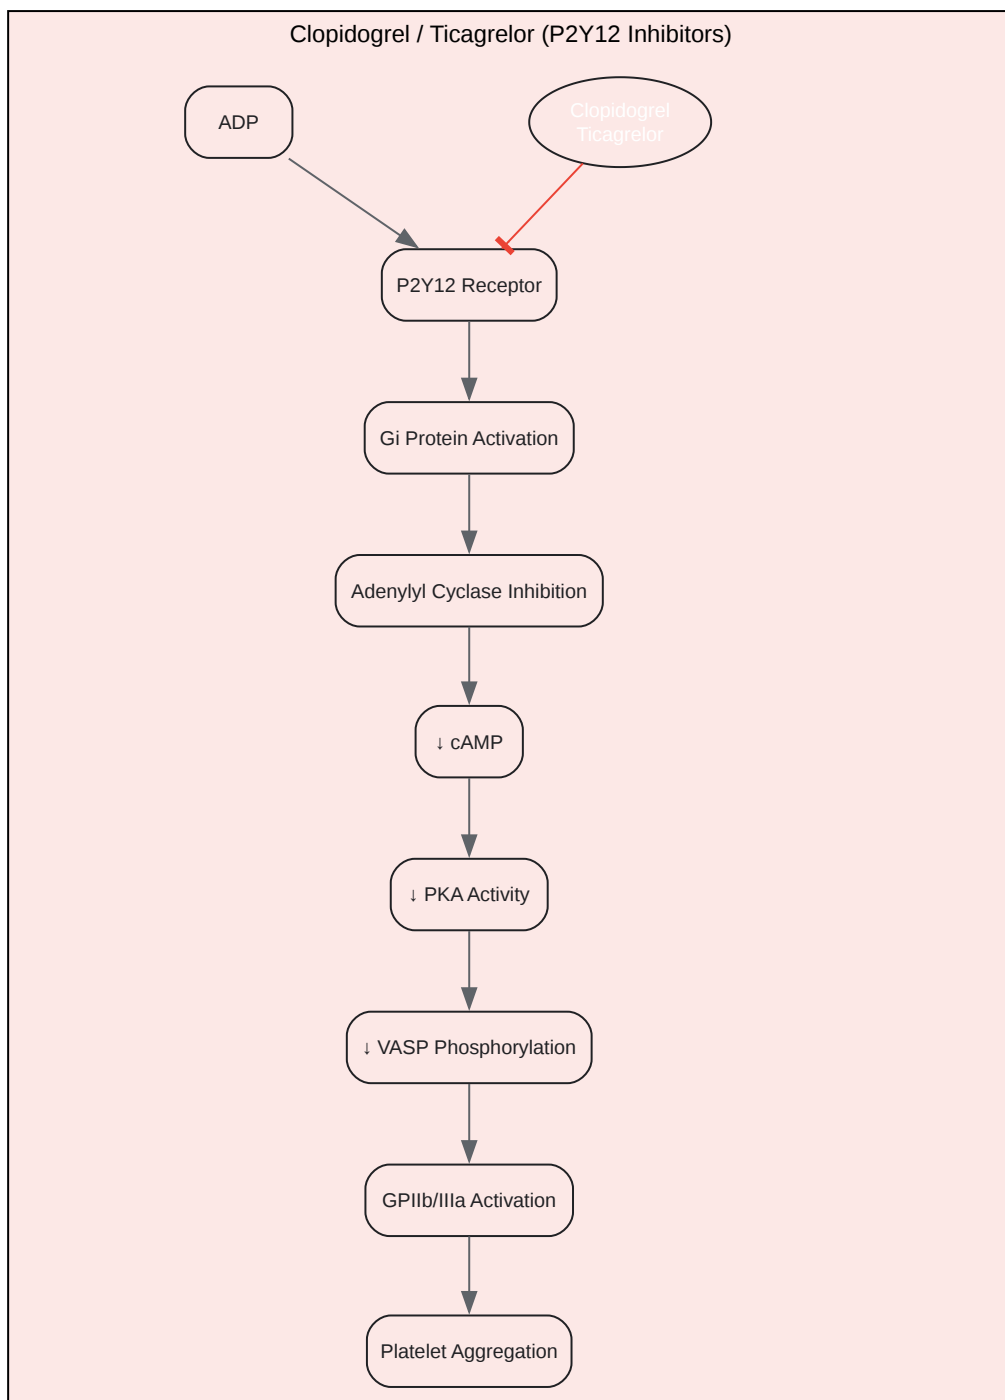 Clopidogrel / Ticagrelor (P2Y12 Inhibitors)
ADP
Clopidogrel
Ticagrelor
P2Y12 Receptor
Gi Protein Activation
Adenylyl Cyclase Inhibition
↓ cAMP
↓ PKA Activity
↓ VASP Phosphorylation
GPIIb/IIIa Activation
Platelet Aggregation